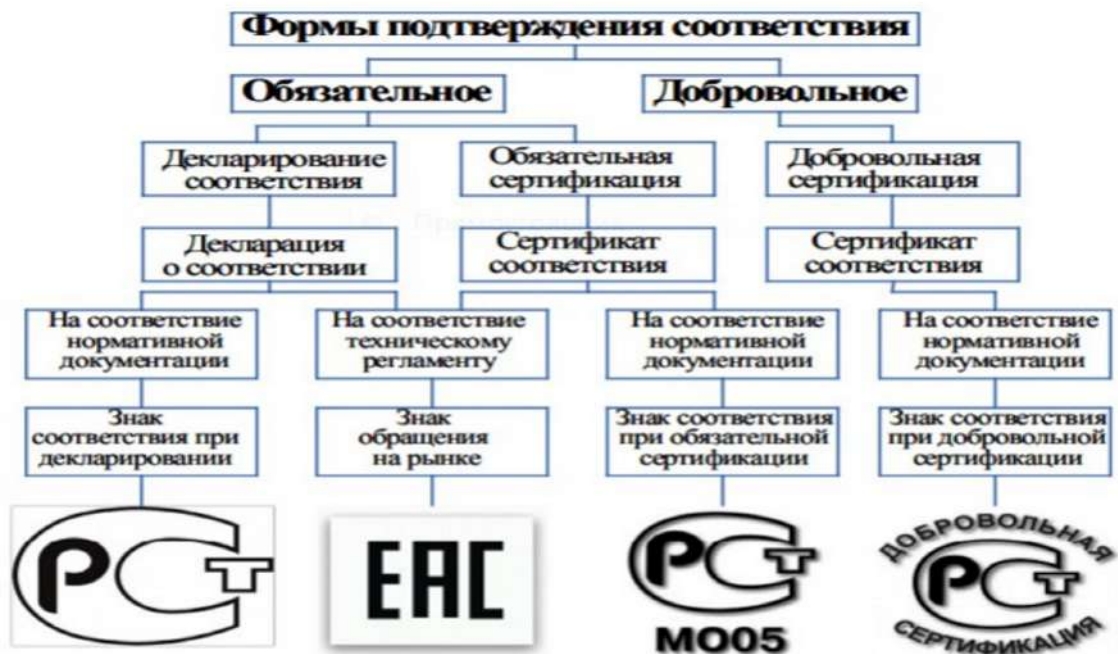 Формы подтверждения соответствия
Обязательное
Добровольное
Декларирование
соответствия
Обязательная
сертификация
Добровольная
сертификация
Декларация
о соответствии
Сертификат
соответствия
Сертификат
соответствия
На соответствие
нормативной
документации
На соответствие
техническому
регламенту
На соответствие
нормативной
документации
На соответствие
нормативной
документации
Знак
соответствия при
декларировании
Знак
обращения
на рынке
Знак соответствия
при обязательной
сертификации
Знак соответствия
при добровольной
сертификации
РСТ
ЕАС
РСТ
МО05
ДОБРОВОЛЬНАЯ
РСТ
СЕРТИФИКАЦИЯ